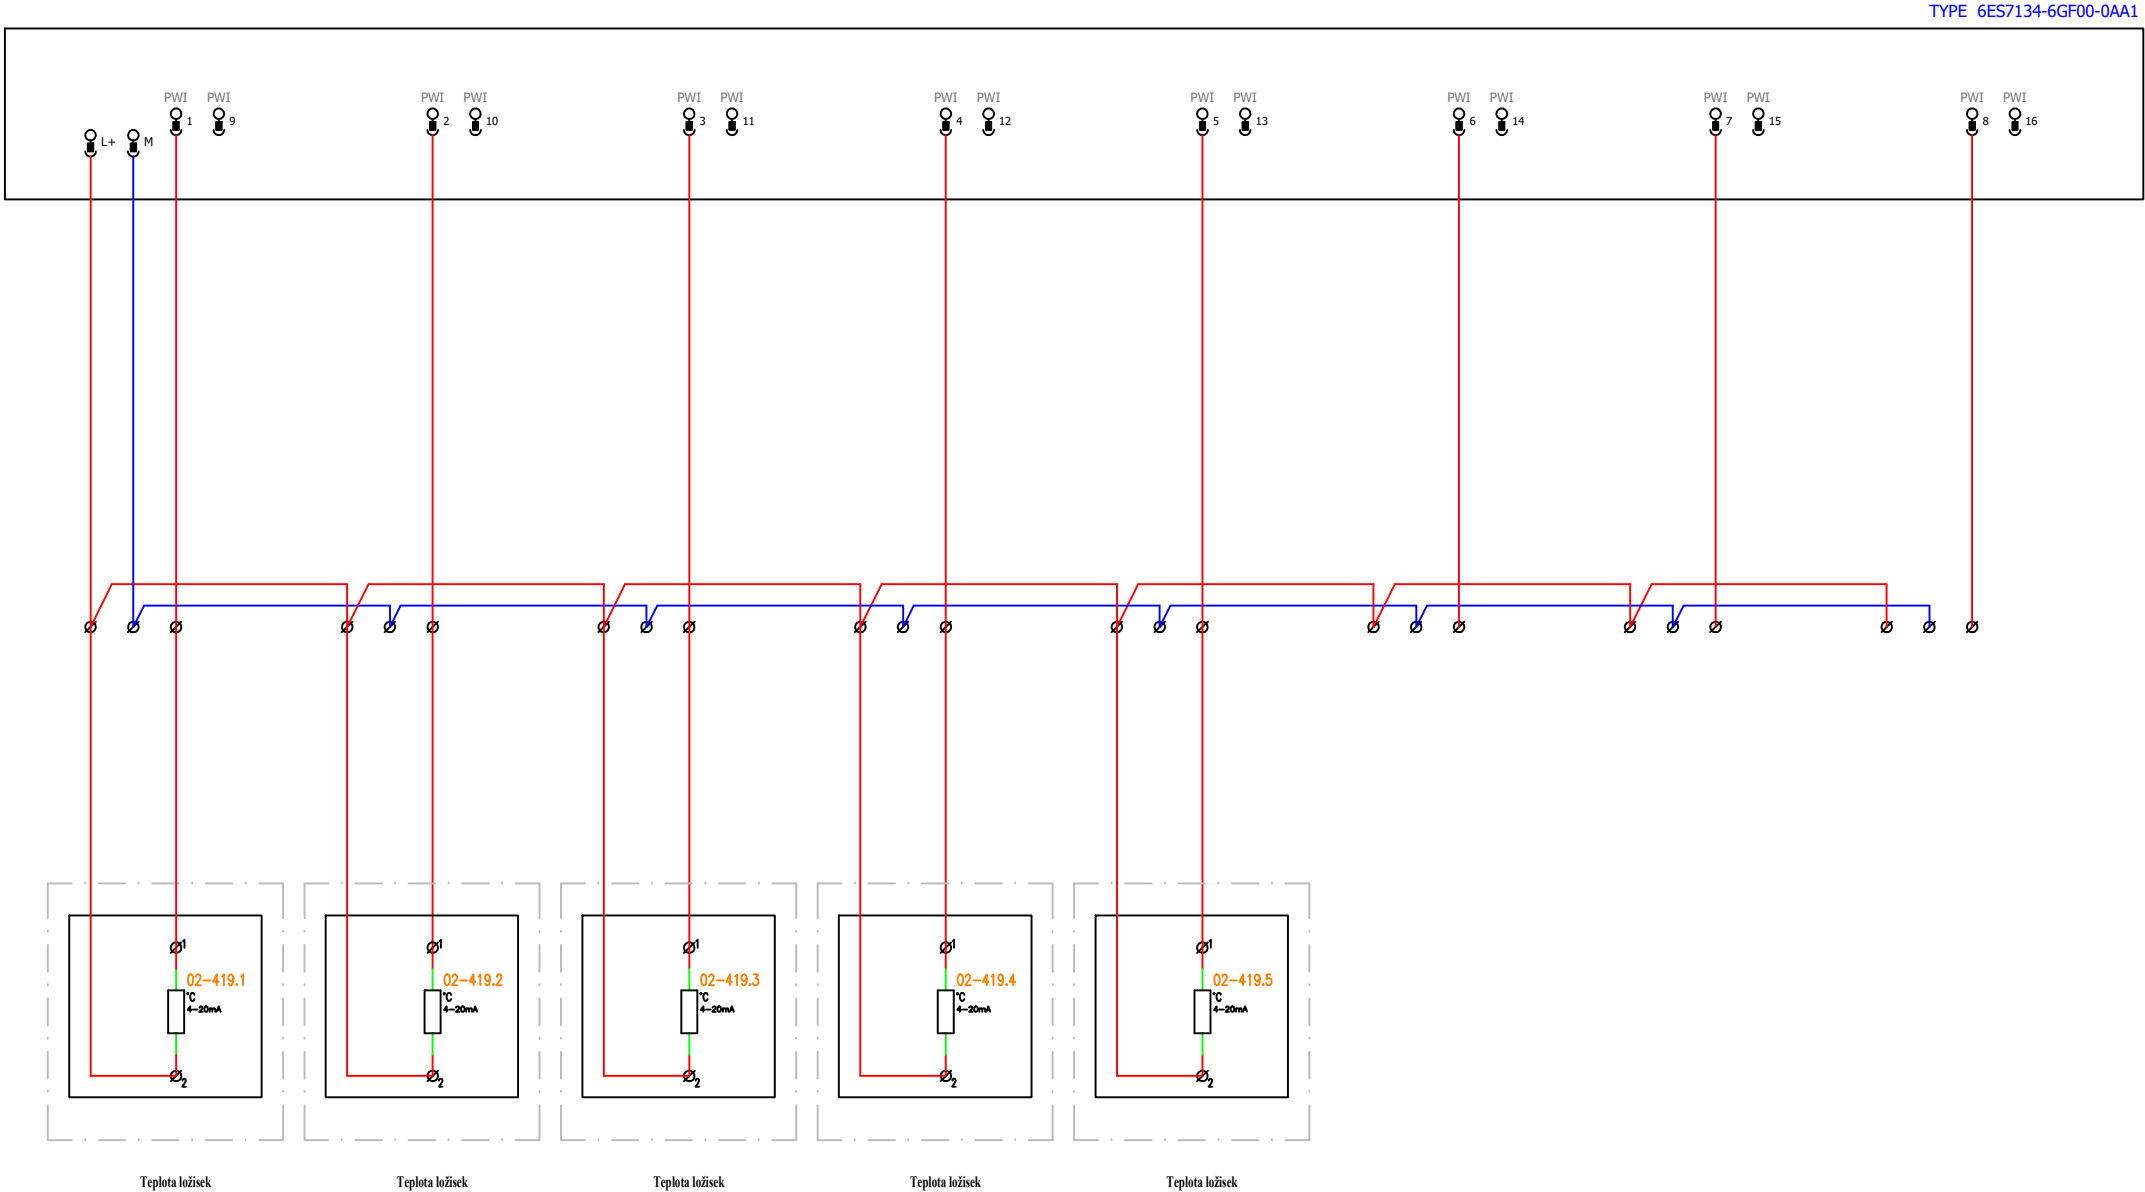 TYPE 6ES7134-6GF00-0AA1
PWI PWI PWI PWI PWI PWI PWI PWI PWI PWI PWI PWI PWI PWI PWI PWI
1 9 2 10 3 11 4 12 5 13 6 14 7 15 8 16
L+ M
1 1 1 1 1
02-419.1 02-419.2 02-419.3 02-419.4 02-419.5
°C °C °C °C °C
4-20mA 4-20mA 4-20mA 4-20mA 4-20mA
2 2 2 2 2
Teplota ložisek Teplota ložisek Teplota ložisek Teplota ložisek Teplota ložisek